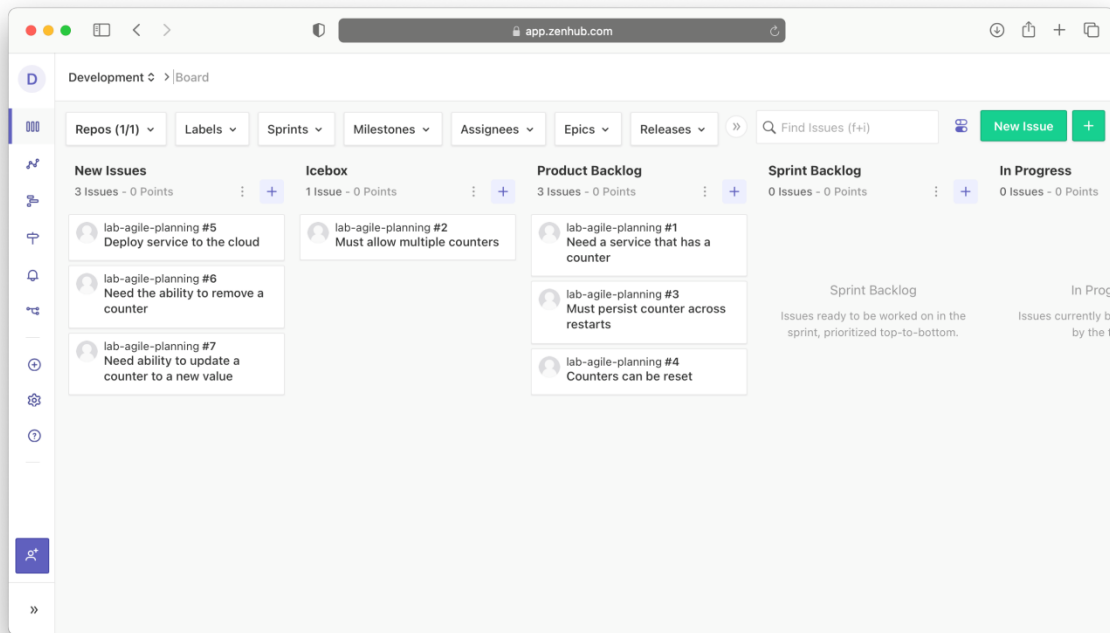 app.zenhub.com
D
Development > Board
Repos (1/1)
Labels
Sprints
Milestones
Assignees
Epics
Releases
»
Find Issues (f+i)
New Issue
+
New Issues
3 Issues - 0 Points
lab-agile-planning #5
Deploy service to the cloud
lab-agile-planning #6
Need the ability to remove a
counter
lab-agile-planning #7
Need ability to update a
counter to a new value
Icebox
1 Issue - 0 Points
lab-agile-planning #2
Must allow multiple counters
Product Backlog
3 Issues - 0 Points
lab-agile-planning #1
Need a service that has a
counter
lab-agile-planning #3
Must persist counter across
restarts
lab-agile-planning #4
Counters can be reset
Sprint Backlog
0 Issues - 0 Points
Sprint Backlog
Issues ready to be worked on in the
sprint, prioritized top-to-bottom.
In Progress
0 Issues - 0 Points
In Prog
Issues currently b
by the t
»